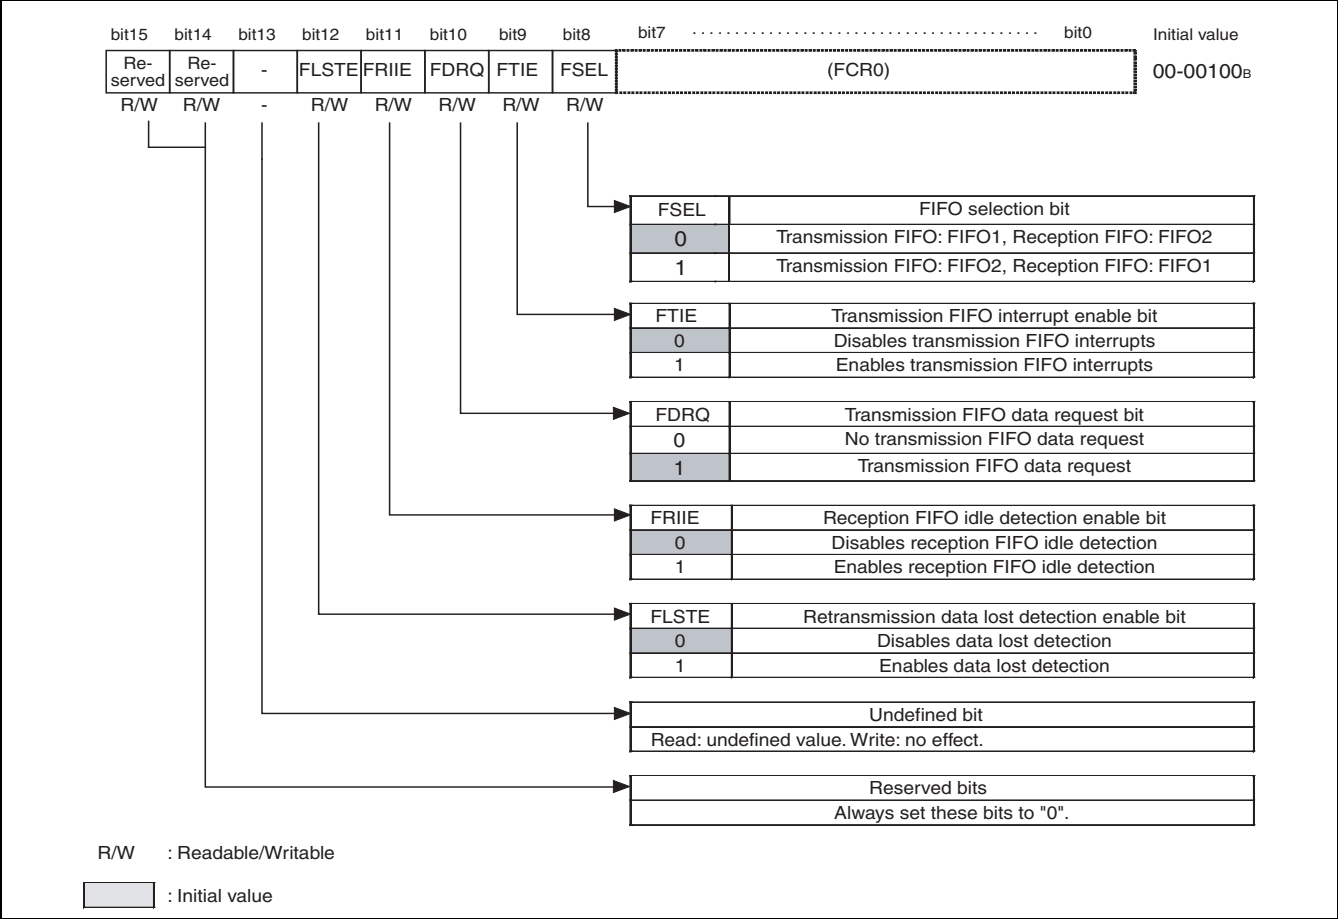 bit15 bit14 bit13 bit12 bit11 bit10 bit9 bit8 bit7 ....................................... bit0 Initial value
Re-served Re-served - FLSTE FRIIE FDRQ FTIE FSEL (FCR0) 00-00100B
R/W R/W - R/W R/W R/W R/W R/W
FSEL FIFO selection bit
0 Transmission FIFO: FIFO1, Reception FIFO: FIFO2
1 Transmission FIFO: FIFO2, Reception FIFO: FIFO1
FTIE Transmission FIFO interrupt enable bit
0 Disables transmission FIFO interrupts
1 Enables transmission FIFO interrupts
FDRQ Transmission FIFO data request bit
0 No transmission FIFO data request
1 Transmission FIFO data request
FRIIE Reception FIFO idle detection enable bit
0 Disables reception FIFO idle detection
1 Enables reception FIFO idle detection
FLSTE Retransmission data lost detection enable bit
0 Disables data lost detection
1 Enables data lost detection
Undefined bit
Read: undefined value. Write: no effect.
Reserved bits
Always set these bits to "0".
R/W : Readable/Writable
: Initial value